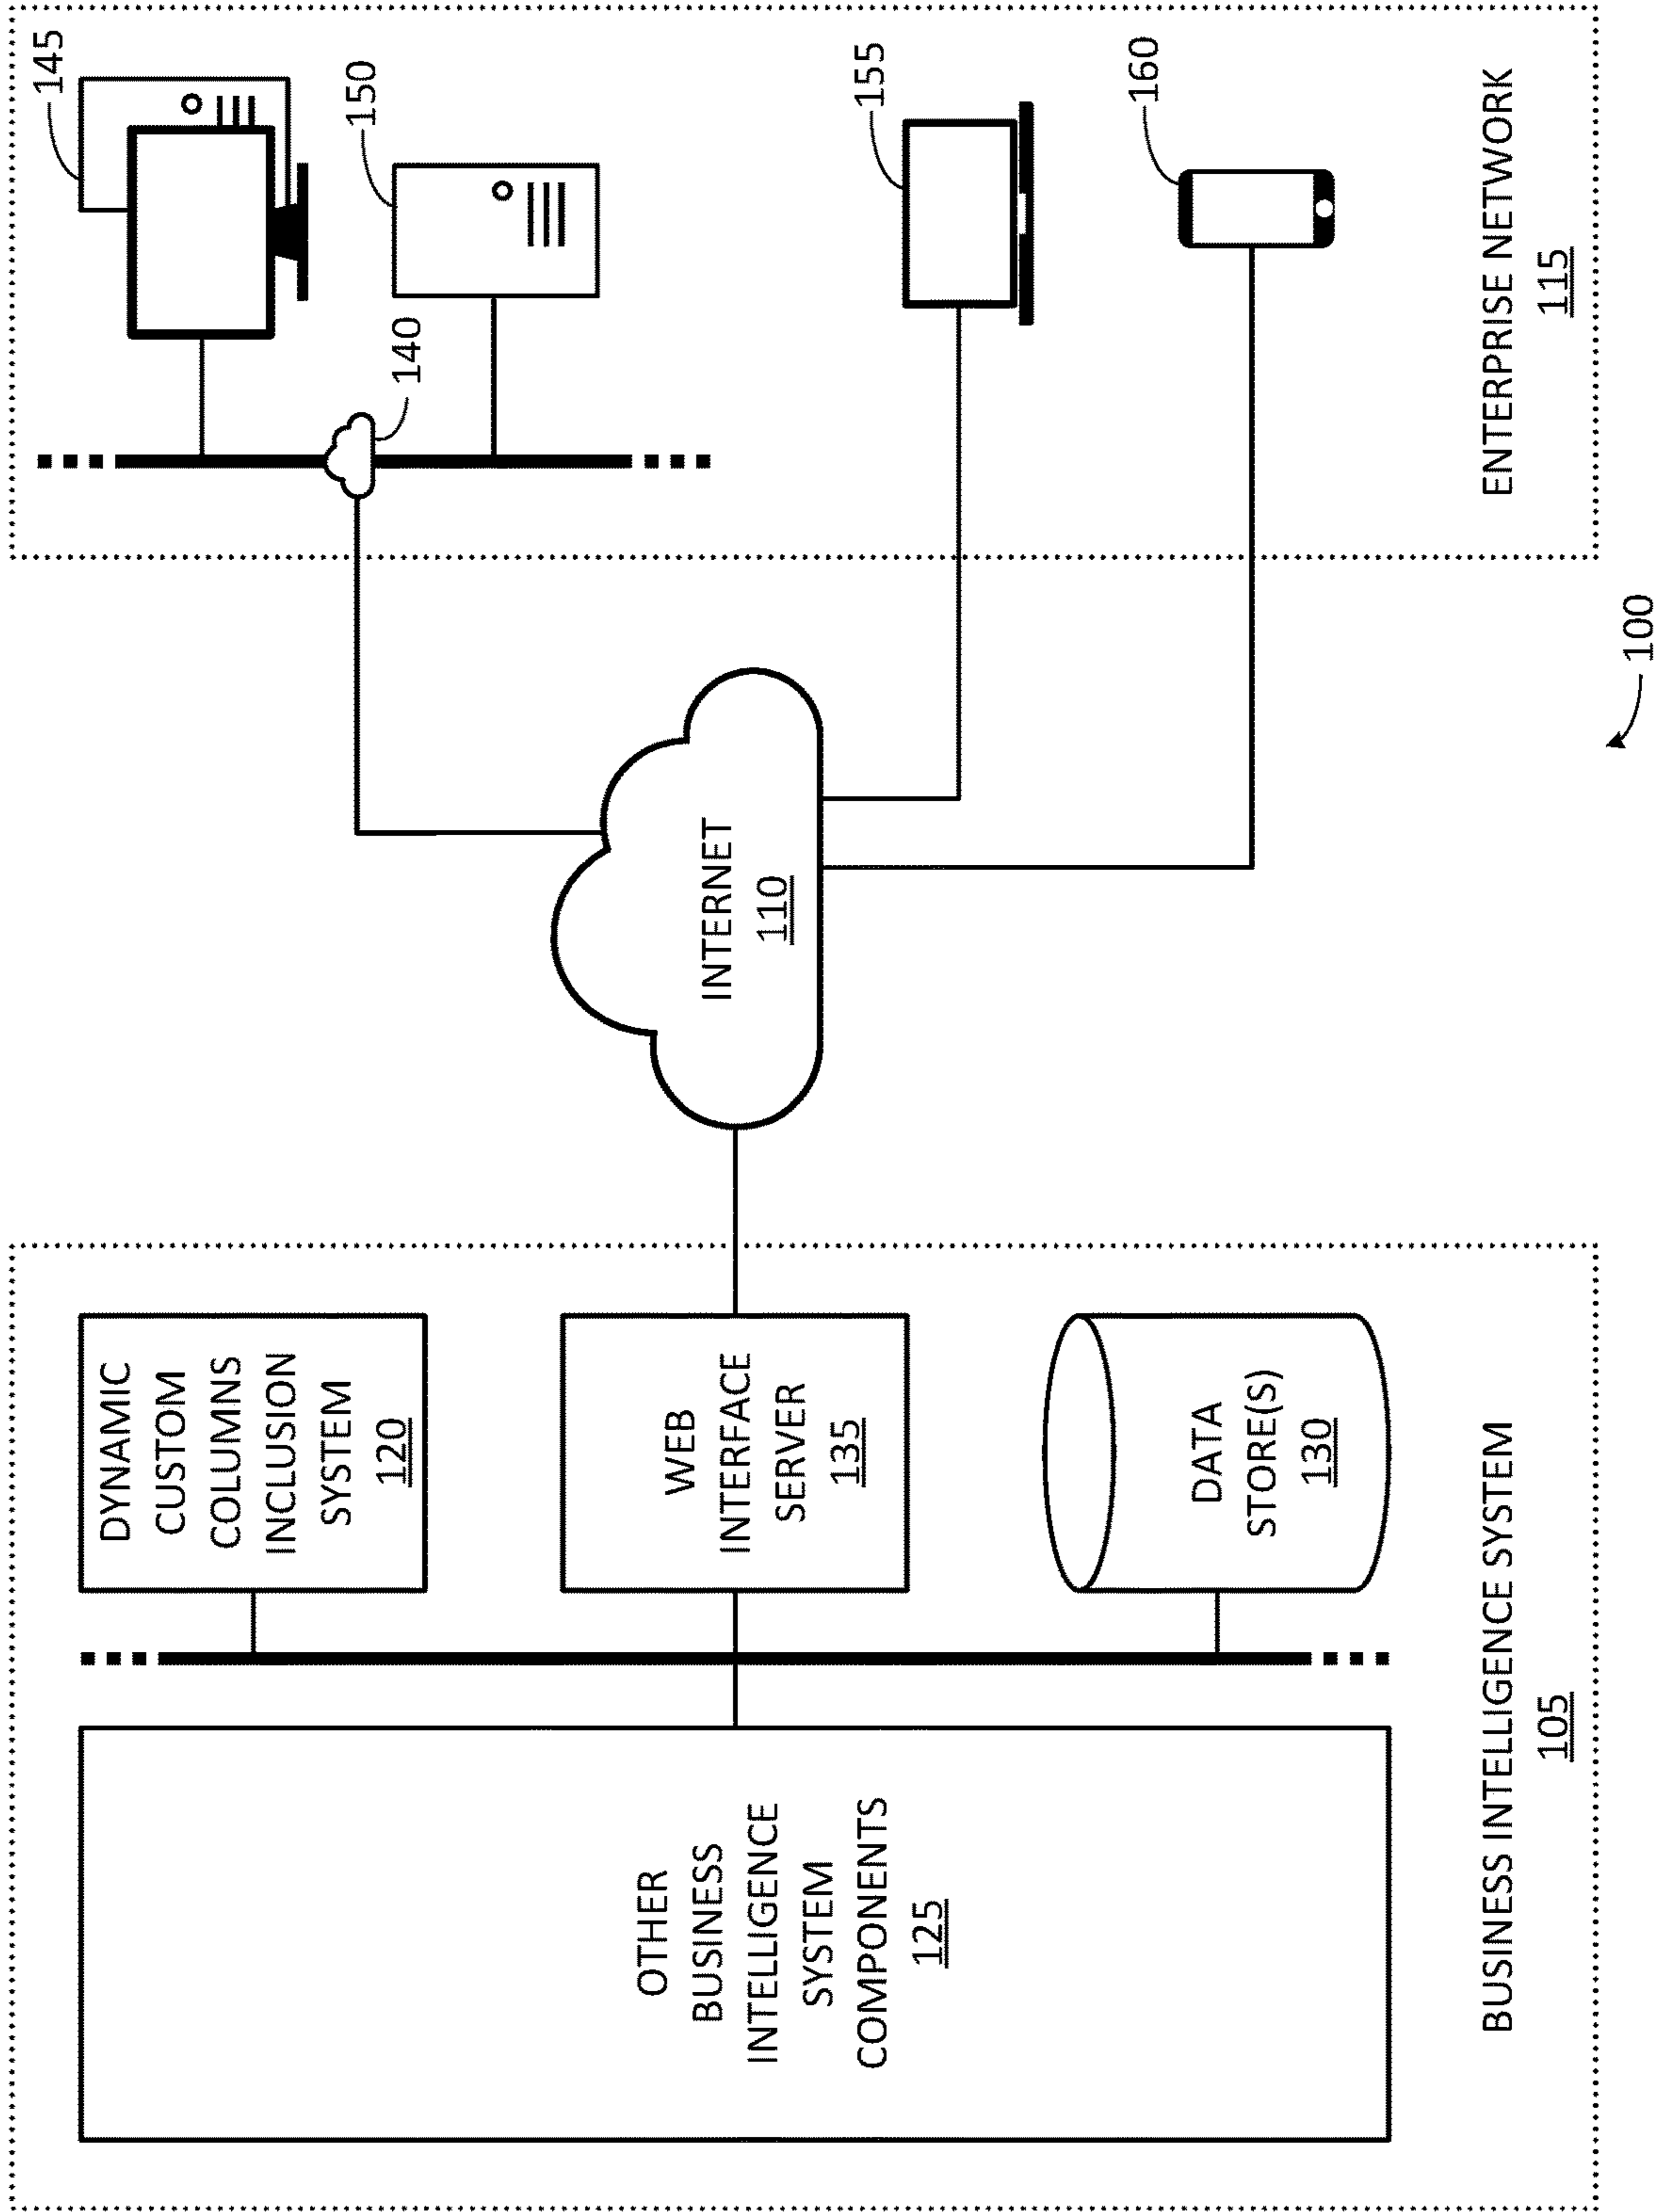 OTHER
BUSINESS
INTELLIGENCE
SYSTEM
COMPONENTS
125
DYNAMIC
CUSTOM
COLUMNS
INCLUSION
SYSTEM
120
WEB
INTERFACE
SERVER
135
DATA
STORE(S)
130
BUSINESS INTELLIGENCE SYSTEM
105
INTERNET
110
145
150
140
155
160
ENTERPRISE NETWORK
115
100